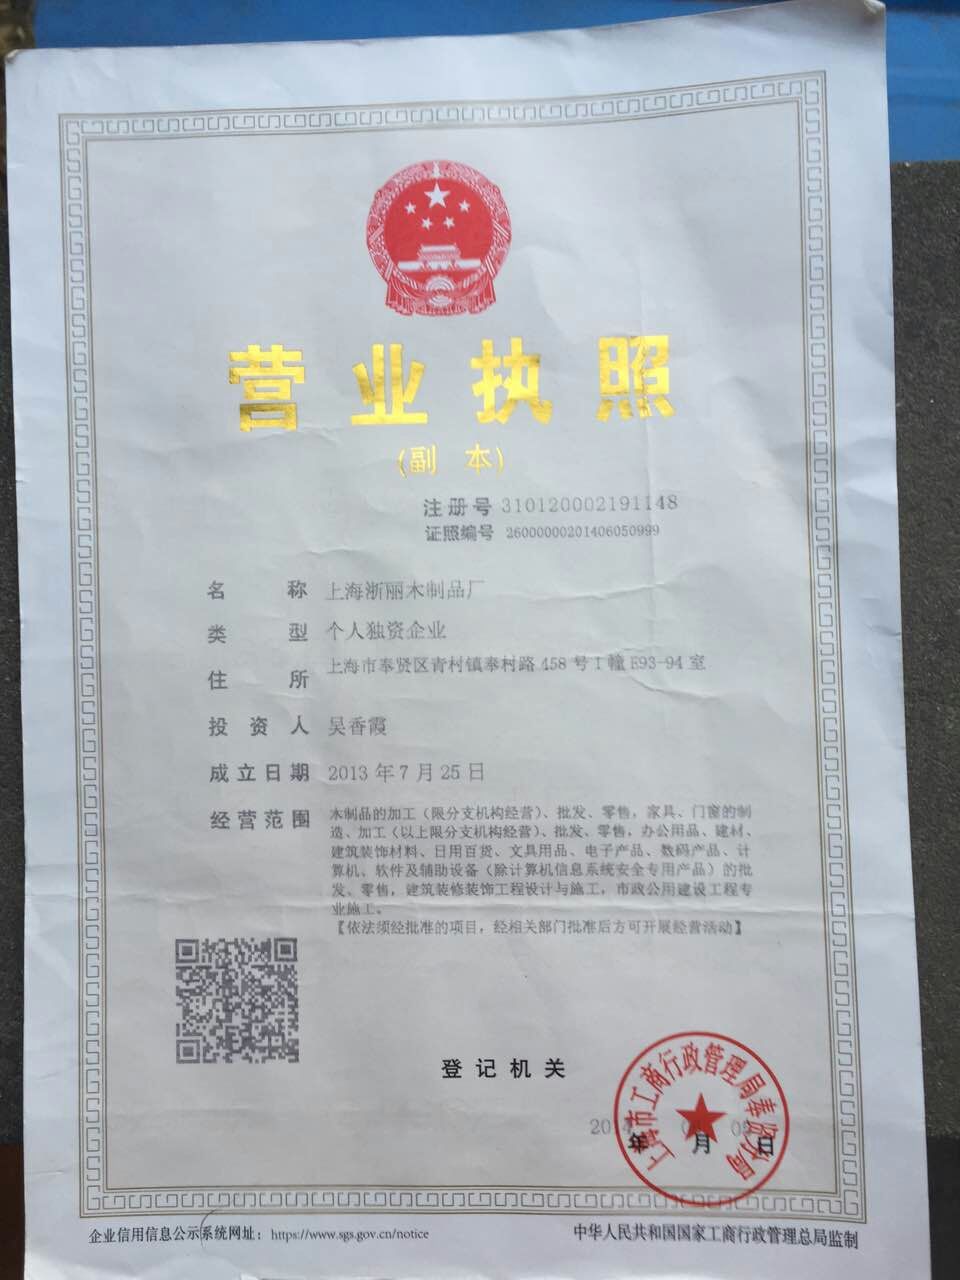 营业执照
(副 本)
注册号 310120002191148
证照编号 26000000201406050999
名 称 上海浙丽木制品厂
类 型 个人独资企业
住 所 上海市奉贤区青村镇奉村路 458 号 1 幢 E93-94 室
投 资 人 吴香霞
成立日期 2013 年 7 月 25 日
经营范围 木制品的加工（限分支机构经营）、批发、零售，家具、门窗的制
造、加工（以上限分支机构经营）、批发、零售，办公用品、建材、
建筑装饰材料、日用百货、文具用品、电子产品、数码产品、计
算机、软件及辅助设备（除计算机信息系统安全专用产品）的批
发、零售，建筑装修装饰工程设计与施工，市政公用建设工程专
业施工。
【依法须经批准的项目，经相关部门批准后方可开展经营活动】
登记机关
上海市工商行政管理局奉贤分局
年 月 日
企业信用信息公示系统网址：https://www.sgs.gov.cn/notice
中华人民共和国国家工商行政管理总局监制